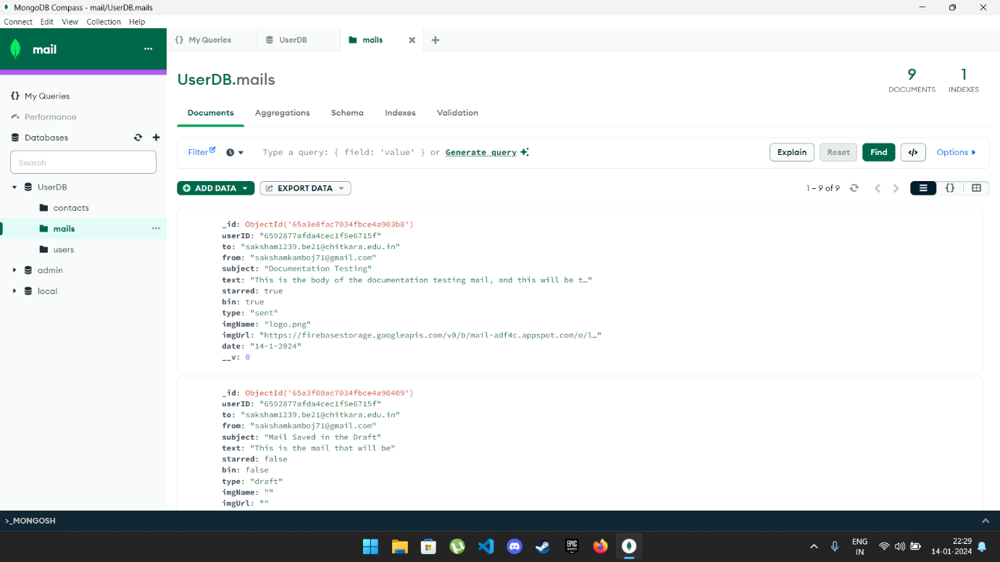 MongoDB Compass - mail/UserDB.mails
Connect Edit View Collection Help
mail
{} My Queries
UserDB
mails
UserDB.mails
9
DOCUMENTS
1
INDEXES
{} My Queries
Performance
Databases
Search
UserDB
contacts
mails
users
admin
local
Documents Aggregations Schema Indexes Validation
Filter
Type a query: { field: 'value' } or Generate query
Explain
Reset
Find
</>
Options
ADD DATA
EXPORT DATA
1 – 9 of 9
{}
_id: ObjectId('65a3e8fac7034fbce4a903b8')
userID: "6592877afda4cec1f5e6715f"
to: "saksham1239.be21@chitkara.edu.in"
from: "sakshamkamboj71@gmail.com"
subject: "Documentation Testing"
text: "This is the body of the documentation testing mail, and this will be t…"
starred: true
bin: true
type: "sent"
imgName: "logo.png"
imgUrl: "https://firebasestorage.googleapis.com/v0/b/mail-adf4c.appspot.com/o/l…"
date: "14-1-2024"
__v: 0
_id: ObjectId('65a3f00ac7034fbce4a90409')
userID: "6592877afda4cec1f5e6715f"
to: "saksham1239.be21@chitkara.edu.in"
from: "sakshamkamboj71@gmail.com"
subject: "Mail Saved in the Draft"
text: "This is the mail that will be"
starred: false
bin: false
type: "draft"
imgName: ""
imgUrl: ""
>_MONGOSH
EPIC
GAMES
ENG
IN
22:29
14-01-2024